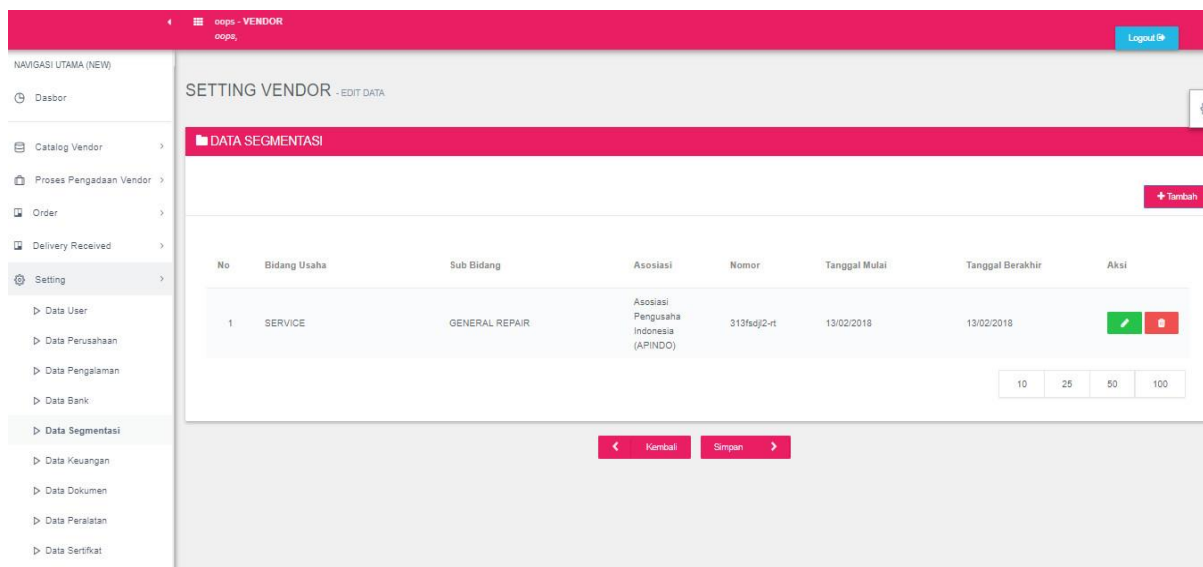 oops - VENDOR
oops,
Logout
NAVIGASI UTAMA (NEW)
Dasbor
Catalog Vendor
Proses Pengadaan Vendor
Order
Delivery Received
Setting
Data User
Data Perusahaan
Data Pengalaman
Data Bank
Data Segmentasi
Data Keuangan
Data Dokumen
Data Peralatan
Data Sertifkat
SETTING VENDOR - EDIT DATA
DATA SEGMENTASI
+ Tambah
No Bidang Usaha Sub Bidang Asosiasi Nomor Tanggal Mulai Tanggal Berakhir Aksi
1 SERVICE GENERAL REPAIR Asosiasi Pengusaha Indonesia (APINDO) 313fsdjl2-rt 13/02/2018 13/02/2018
10 25 50 100
Kembali Simpan